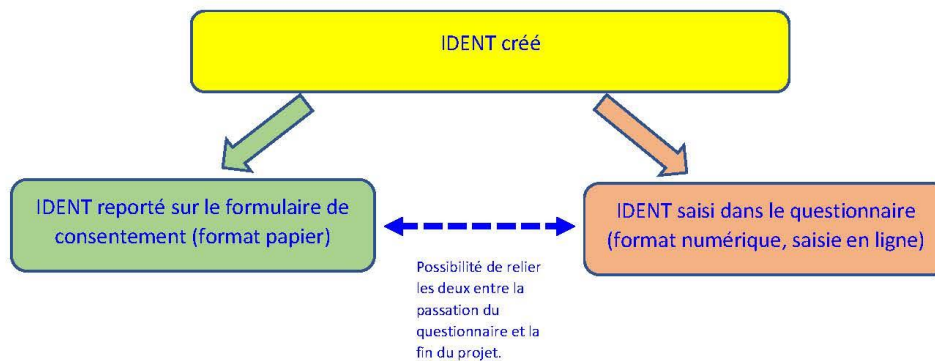 IDENT créé
IDENT reporté sur le formulaire de
consentement (format papier)
IDENT saisi dans le questionnaire
(format numérique, saisie en ligne)
Possibilité de relier
les deux entre la
passation du
questionnaire et la
fin du projet.